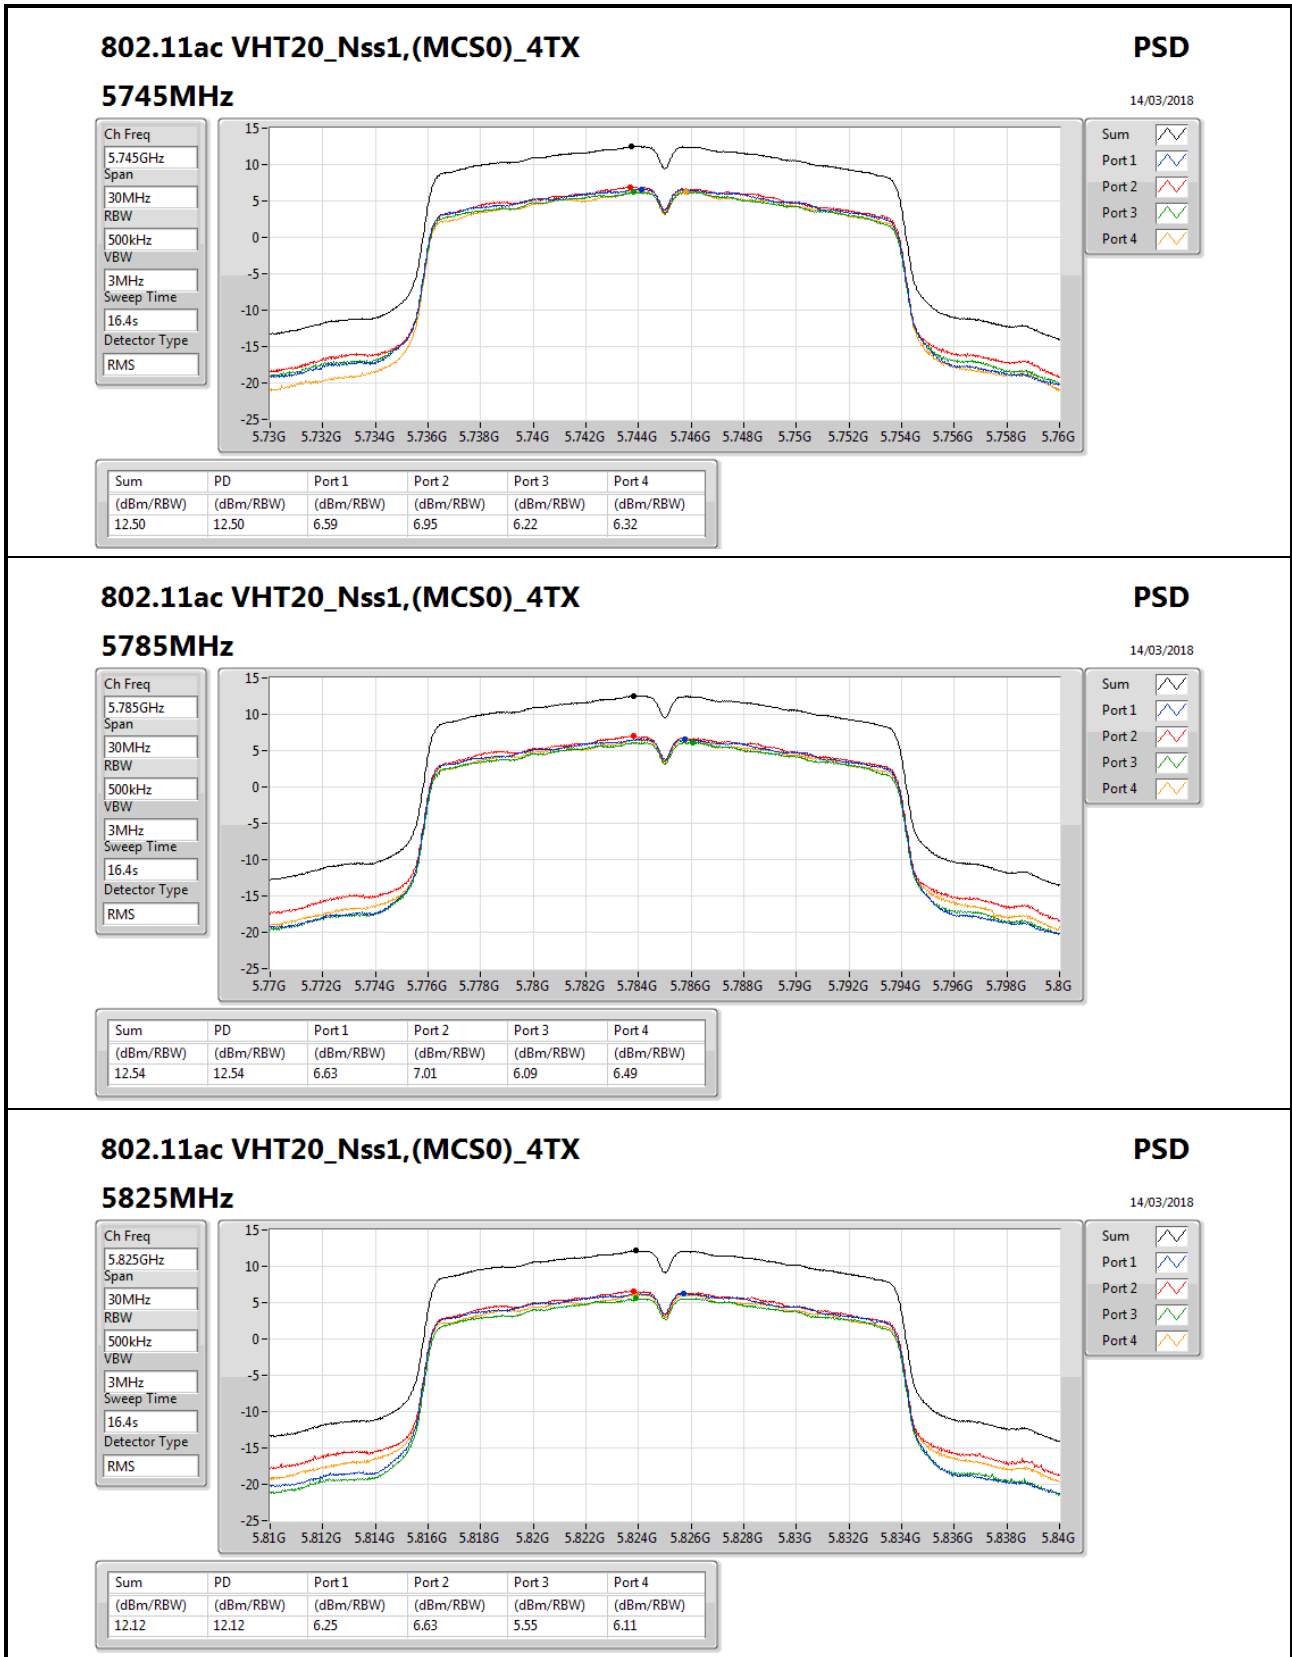 802.11ac VHT20_Nss1,(MCS0)_4TX PSD
5745MHz 14/03/2018
Ch Freq
5.745GHz
Span
30MHz
RBW
500kHz
VBW
3MHz
Sweep Time
16.4s
Detector Type
RMS
15
10
5
0
-5
-10
-15
-20
-25
5.73G 5.732G 5.734G 5.736G 5.738G 5.74G 5.742G 5.744G 5.746G 5.748G 5.75G 5.752G 5.754G 5.756G 5.758G 5.76G
Sum
Port 1
Port 2
Port 3
Port 4
Sum PD Port 1 Port 2 Port 3 Port 4
(dBm/RBW) (dBm/RBW) (dBm/RBW) (dBm/RBW) (dBm/RBW) (dBm/RBW)
12.50 12.50 6.59 6.95 6.22 6.32
802.11ac VHT20_Nss1,(MCS0)_4TX PSD
5785MHz 14/03/2018
Ch Freq
5.785GHz
Span
30MHz
RBW
500kHz
VBW
3MHz
Sweep Time
16.4s
Detector Type
RMS
15
10
5
0
-5
-10
-15
-20
-25
5.77G 5.772G 5.774G 5.776G 5.778G 5.78G 5.782G 5.784G 5.786G 5.788G 5.79G 5.792G 5.794G 5.796G 5.798G 5.8G
Sum
Port 1
Port 2
Port 3
Port 4
Sum PD Port 1 Port 2 Port 3 Port 4
(dBm/RBW) (dBm/RBW) (dBm/RBW) (dBm/RBW) (dBm/RBW) (dBm/RBW)
12.54 12.54 6.63 7.01 6.09 6.49
802.11ac VHT20_Nss1,(MCS0)_4TX PSD
5825MHz 14/03/2018
Ch Freq
5.825GHz
Span
30MHz
RBW
500kHz
VBW
3MHz
Sweep Time
16.4s
Detector Type
RMS
15
10
5
0
-5
-10
-15
-20
-25
5.81G 5.812G 5.814G 5.816G 5.818G 5.82G 5.822G 5.824G 5.826G 5.828G 5.83G 5.832G 5.834G 5.836G 5.838G 5.84G
Sum
Port 1
Port 2
Port 3
Port 4
Sum PD Port 1 Port 2 Port 3 Port 4
(dBm/RBW) (dBm/RBW) (dBm/RBW) (dBm/RBW) (dBm/RBW) (dBm/RBW)
12.12 12.12 6.25 6.63 5.55 6.11